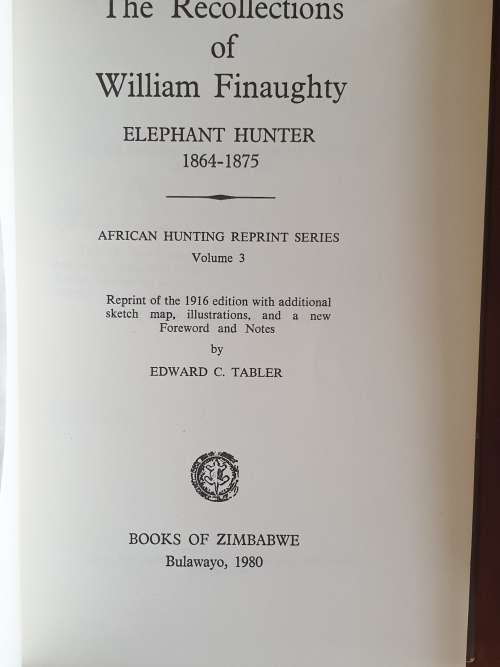 The Recollections
of
William Finaughty
ELEPHANT HUNTER
1864-1875
AFRICAN HUNTING REPRINT SERIES
Volume 3
Reprint of the 1916 edition with additional
sketch map, illustrations, and a new
Foreword and Notes
by
EDWARD C. TABLER
BOOKS OF ZIMBABWE
Bulawayo, 1980